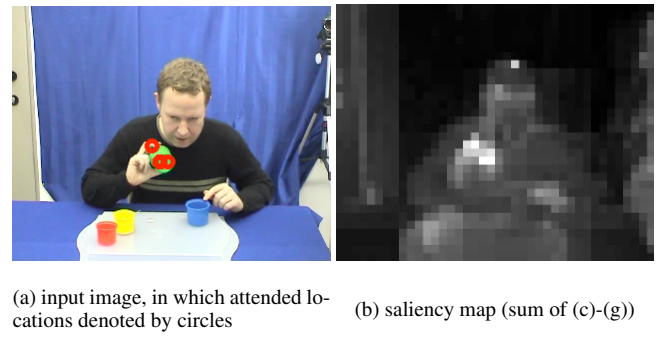 (a) input image, in which attended lo-
cations denoted by circles
(b) saliency map (sum of (c)-(g))